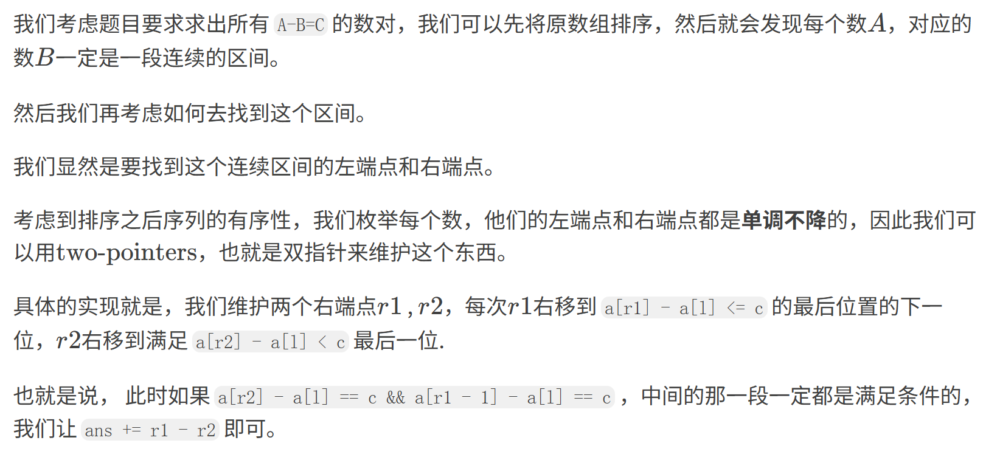 我们考虑题目要求求出所有 A-B=C 的数对，我们可以先将原数组排序，然后就会发现每个数A，对应的
数B一定是一段连续的区间。
然后我们再考虑如何去找到这个区间。
我们显然是要找到这个连续区间的左端点和右端点。
考虑到排序之后序列的有序性，我们枚举每个数，他们的左端点和右端点都是单调不降的，因此我们可
以用two-pointers，也就是双指针来维护这个东西。
具体的实现就是，我们维护两个右端点r1 , r2，每次r1右移到 a[r1] - a[l] <= c 的最后位置的下一
位，r2右移到满足 a[r2] - a[l] < c 最后一位.
也就是说， 此时如果 a[r2] - a[l] == c && a[r1 - 1] - a[l] == c ，中间的那一段一定都是满足条件的，
我们让 ans += r1 - r2 即可。